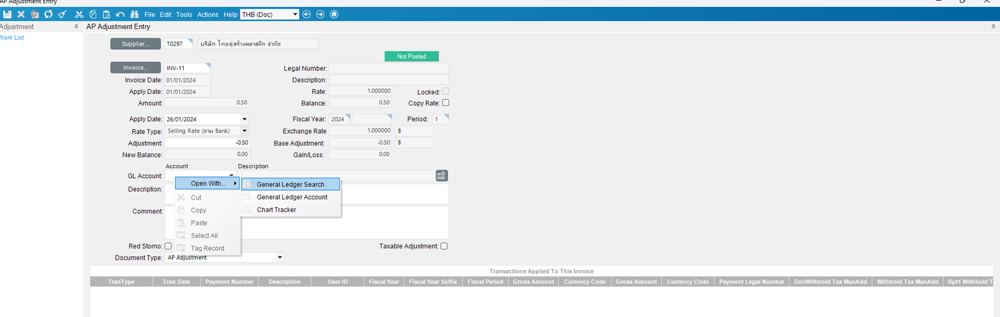 AP Adjustment Entry
File Edit Tools Actions Help THB (Doc)
Adjustment
AP Adjustment Entry
Work List
Supplier... T0297 บริษัท ไทยคู่สร้างพลาสติก จำกัด
Not Posted
Invoice... INV-11 Legal Number:
Invoice Date: 01/01/2024 Description:
Apply Date: 01/01/2024 Rate: 1.000000 Locked:
Amount: 0.50 Balance: 0.50 Copy Rate:
Apply Date: 26/01/2024 Fiscal Year: 2024 Period: 1
Rate Type: Selling Rate (ตาม Bank) Exchange Rate 1.000000 ฿
Adjustment: -0.50 Base Adjustment: -0.50 ฿
New Balance: 0.00 Gain/Loss: 0.00
Account Description
GL Account:
Open With... General Ledger Search
Description:
Cut General Ledger Account
Copy Chart Tracker
Comment:
Paste
Select All
Red Storno: Taxable Adjustment:
Tag Record
Document Type: AP Adjustment
Transactions Applied To This Invoice
TranType Tran Date Payment Number Description User ID Fiscal Year Fiscal Year Suffix Fiscal Period Gross Amount Currency Code Gross Amount Currency Code Payment Legal Number DocWithhold Tax ManAdd Withhold Tax ManAdd Rpt1 Withhold T